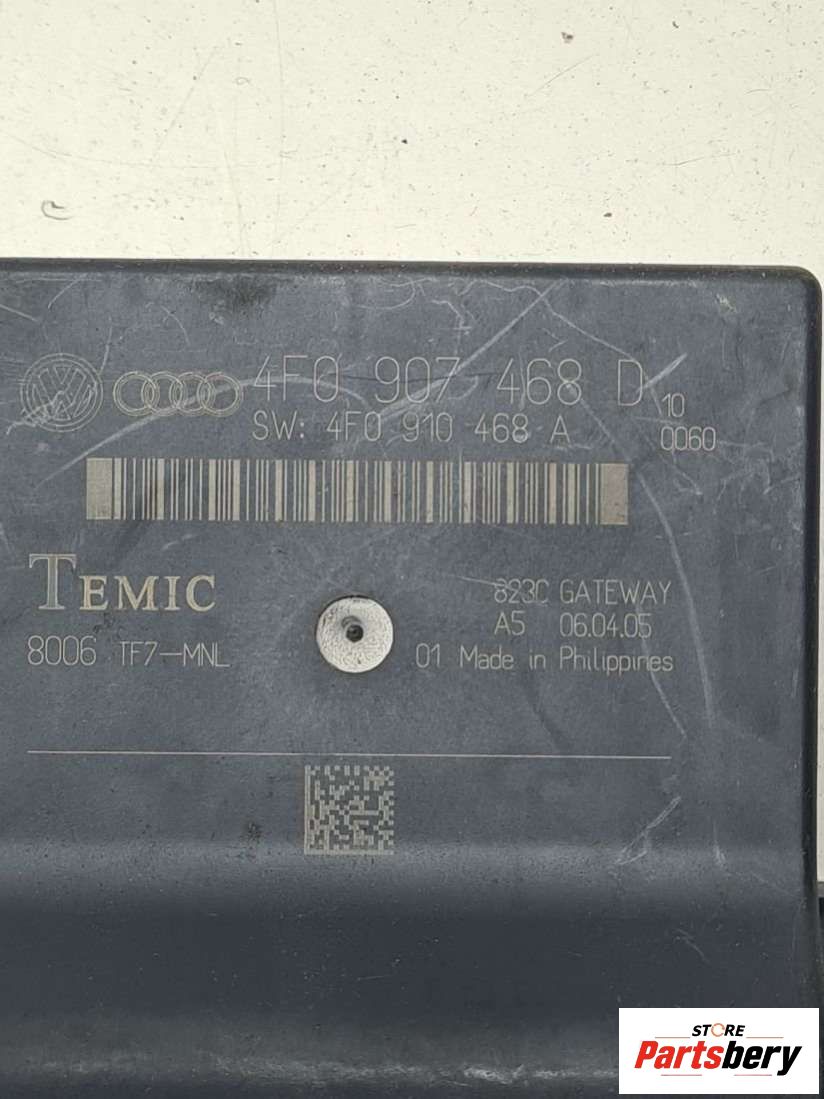 4F0 907 468 D
10
SW: 4F0 910 468 A
0060
TEMIC
823C GATEWAY
A5 06.04.05
8006 TF7-MNL
01 Made in Philippines
STORE
Partsbery